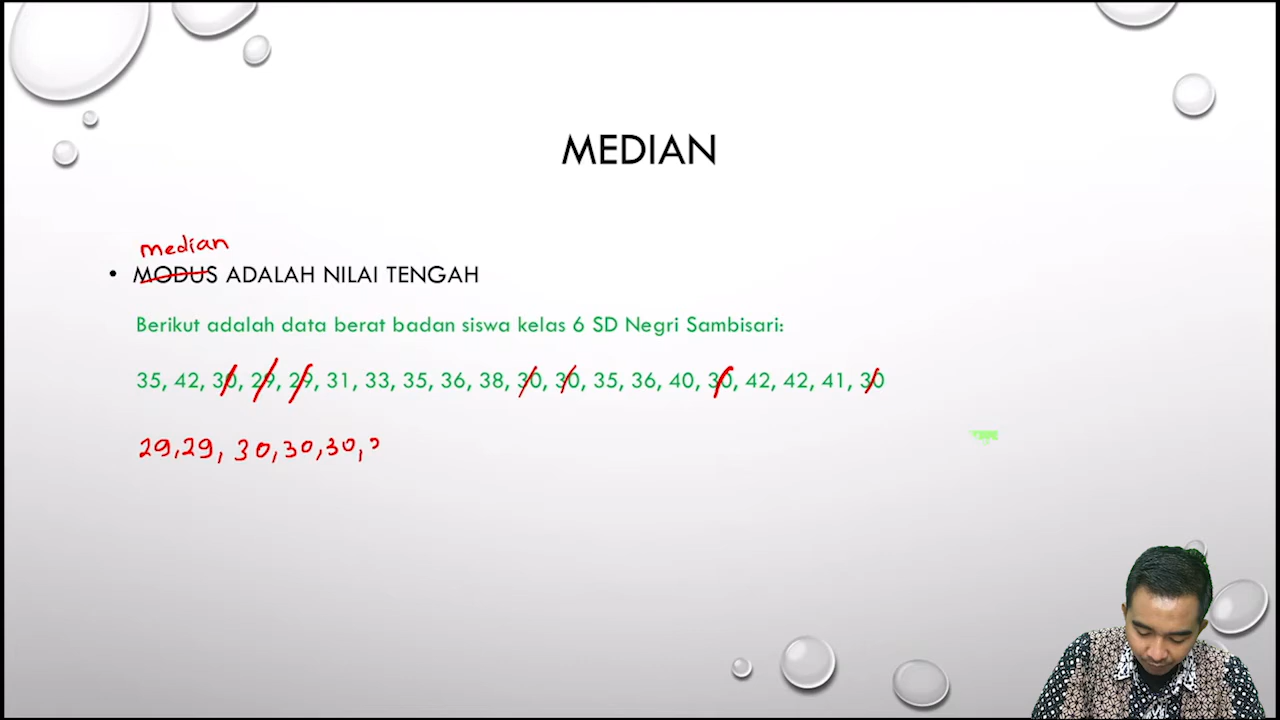 MEDIAN
median
• MODUS ADALAH NILAI TENGAH
Berikut adalah data berat badan siswa kelas 6 SD Negri Sambisari:
35, 42, 30, 29, 29, 31, 33, 35, 36, 38, 30, 30, 35, 36, 40, 30, 42, 42, 41, 30
29, 29, 30, 30, 30,